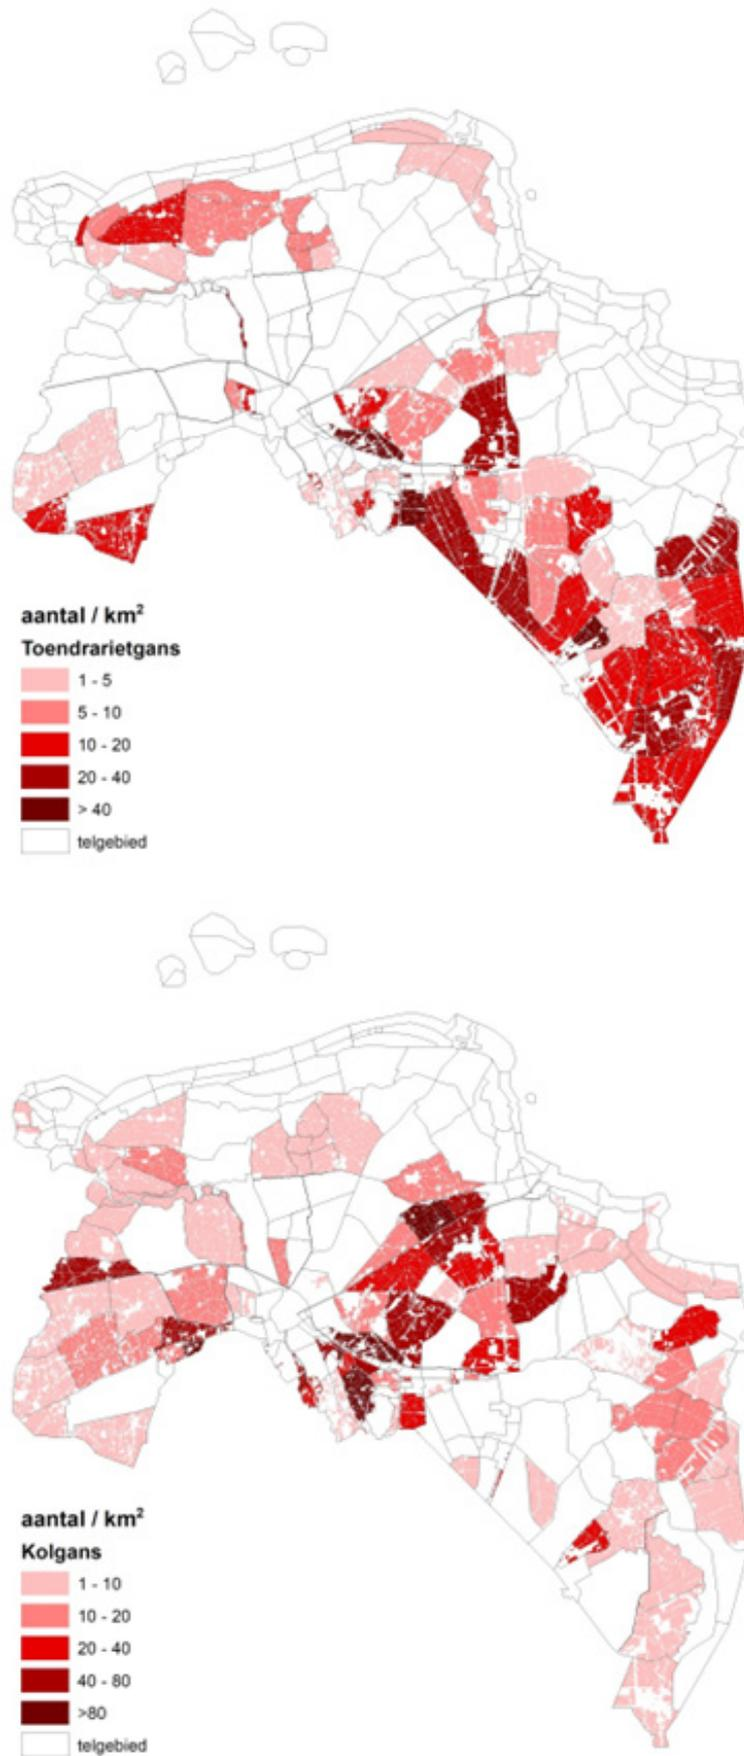 aantal / km²
Toendrarietgans
1 - 5
5 - 10
10 - 20
20 - 40
> 40
telgebied
aantal / km²
Kolgans
1 - 10
10 - 20
20 - 40
40 - 80
>80
telgebied